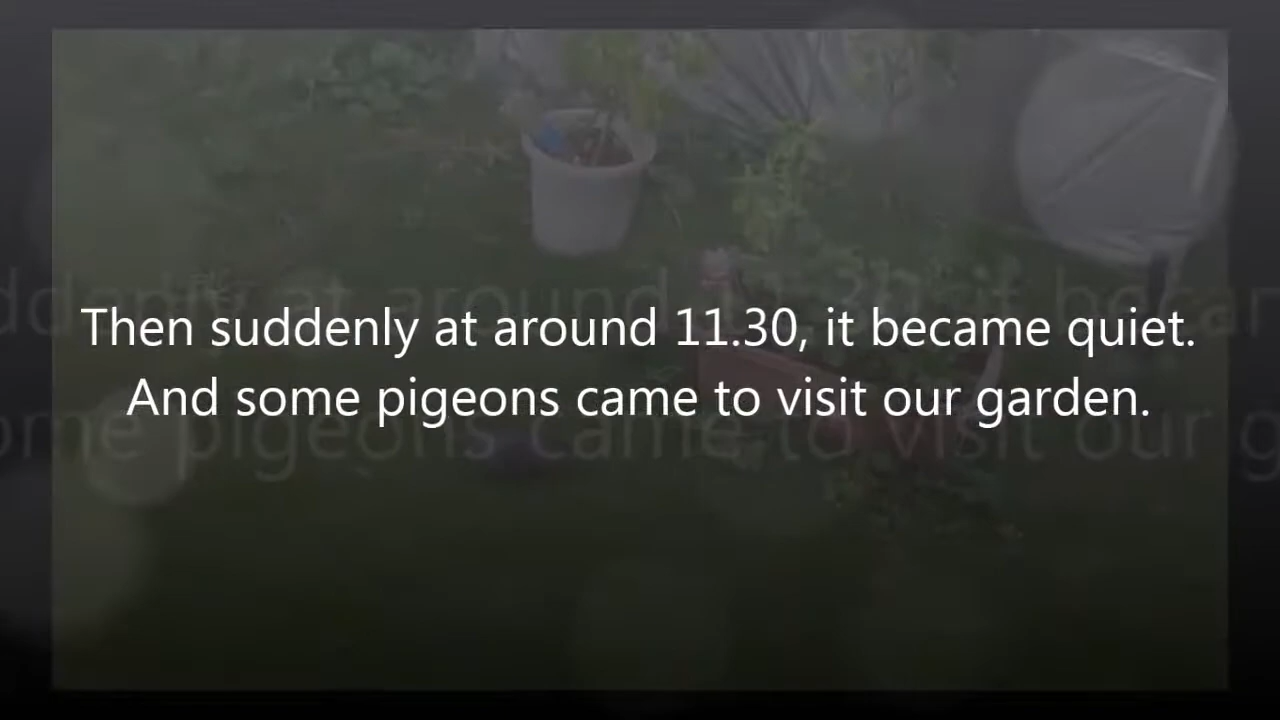 Then suddenly at around 11.30, it became quiet.
And some pigeons came to visit our garden.